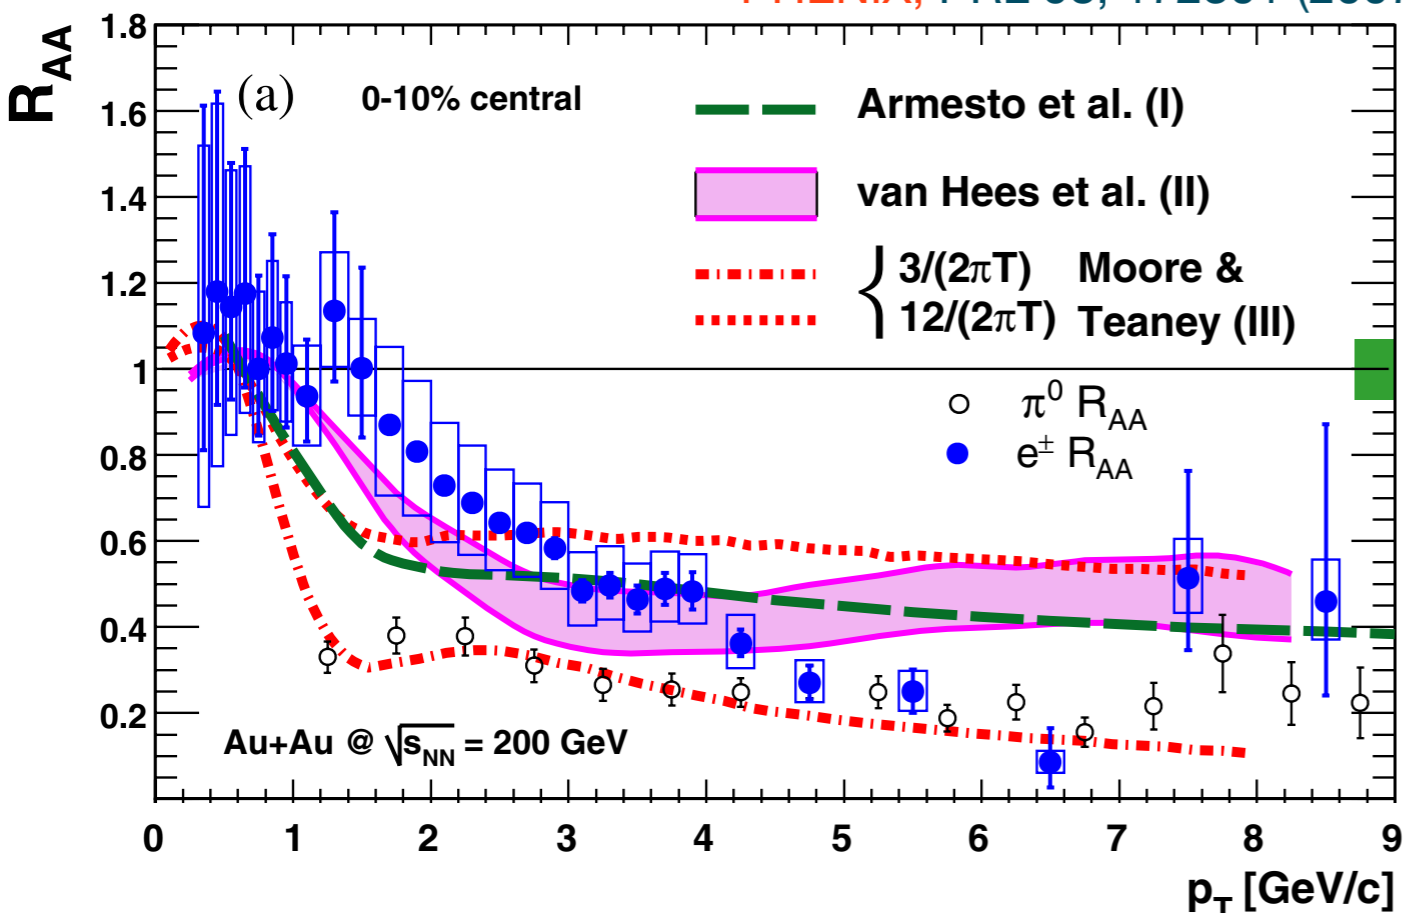 R_AA
1.8
1.6
1.4
1.2
1
0.8
0.6
0.4
0.2
(a) 0-10% central
Armesto et al. (I)
van Hees et al. (II)
3/(2πT) Moore &
12/(2πT) Teaney (III)
π⁰ R_AA
e± R_AA
Au+Au @ √s_NN = 200 GeV
0 1 2 3 4 5 6 7 8 9
p_T [GeV/c]